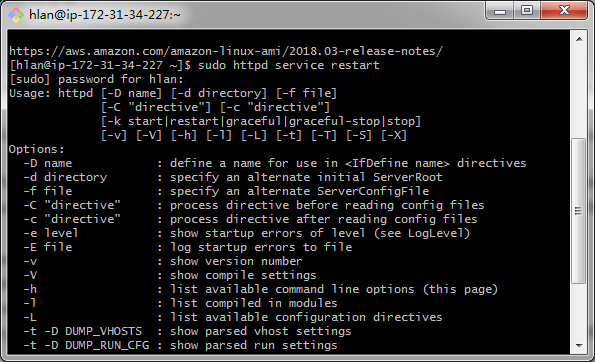 hlan@ip-172-31-34-227:~
https://aws.amazon.com/amazon-linux-ami/2018.03-release-notes/
[hlan@ip-172-31-34-227 ~]$ sudo httpd service restart
[sudo] password for hlan:
Usage: httpd [-D name] [-d directory] [-f file]
             [-C "directive"] [-c "directive"]
             [-k start|restart|graceful|graceful-stop|stop]
             [-v] [-V] [-h] [-l] [-L] [-t] [-T] [-S] [-X]
Options:
  -D name            : define a name for use in <IfDefine name> directives
  -d directory       : specify an alternate initial ServerRoot
  -f file            : specify an alternate ServerConfigFile
  -C "directive"     : process directive before reading config files
  -c "directive"     : process directive after reading config files
  -e level           : show startup errors of level (see LogLevel)
  -E file            : log startup errors to file
  -v                 : show version number
  -V                 : show compile settings
  -h                 : list available command line options (this page)
  -l                 : list compiled in modules
  -L                 : list available configuration directives
  -t -D DUMP_VHOSTS  : show parsed vhost settings
  -t -D DUMP_RUN_CFG : show parsed run settings